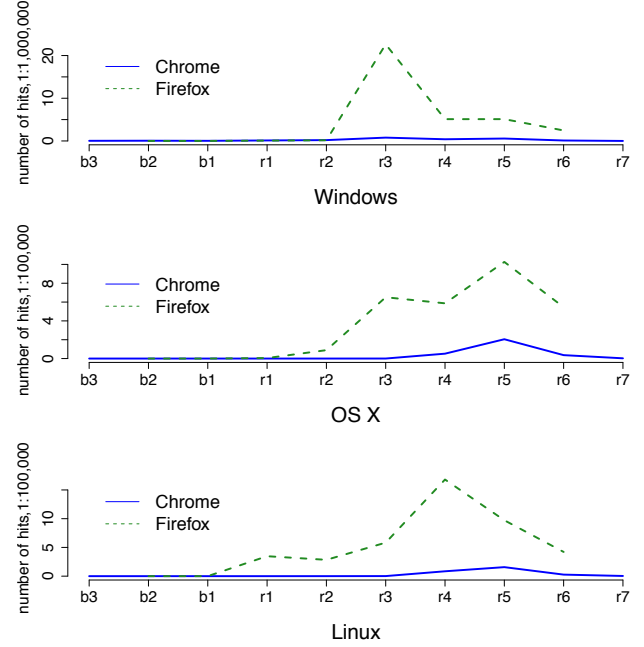 number of hits,1:1,000,000
20
10
0
Chrome
Firefox
b3 b2 b1 r1 r2 r3 r4 r5 r6 r7
Windows
number of hits,1:100,000
8
4
0
Chrome
Firefox
b3 b2 b1 r1 r2 r3 r4 r5 r6 r7
OS X
number of hits,1:100,000
10
5
0
Chrome
Firefox
b3 b2 b1 r1 r2 r3 r4 r5 r6 r7
Linux